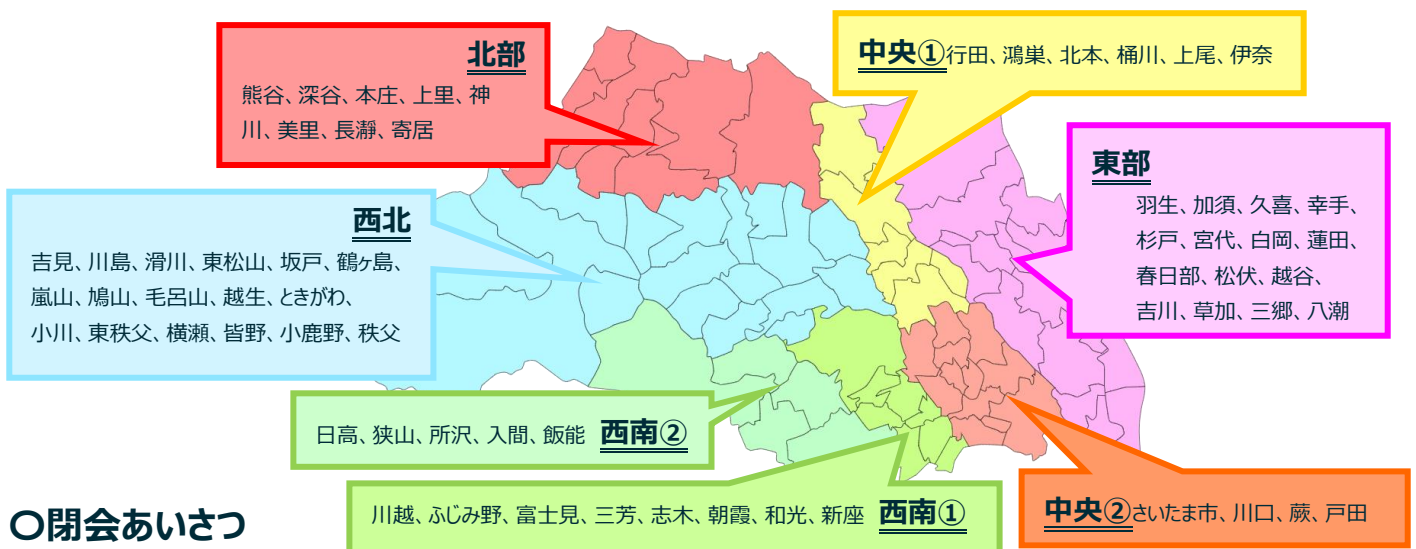 北部
熊谷、深谷、本庄、上里、神
川、美里、長瀞、寄居
中央①行田、鴻巣、北本、桶川、上尾、伊奈
東部
羽生、加須、久喜、幸手、
杉戸、宮代、白岡、蓮田、
春日部、松伏、越谷、
吉川、草加、三郷、八潮
西北
吉見、川島、滑川、東松山、坂戸、鶴ヶ島、
嵐山、鳩山、毛呂山、越生、ときがわ、
小川、東秩父、横瀬、皆野、小鹿野、秩父
日高、狭山、所沢、入間、飯能 西南②
川越、ふじみ野、富士見、三芳、志木、朝霞、和光、新座 西南①
中央②さいたま市、川口、蕨、戸田
〇閉会あいさつ